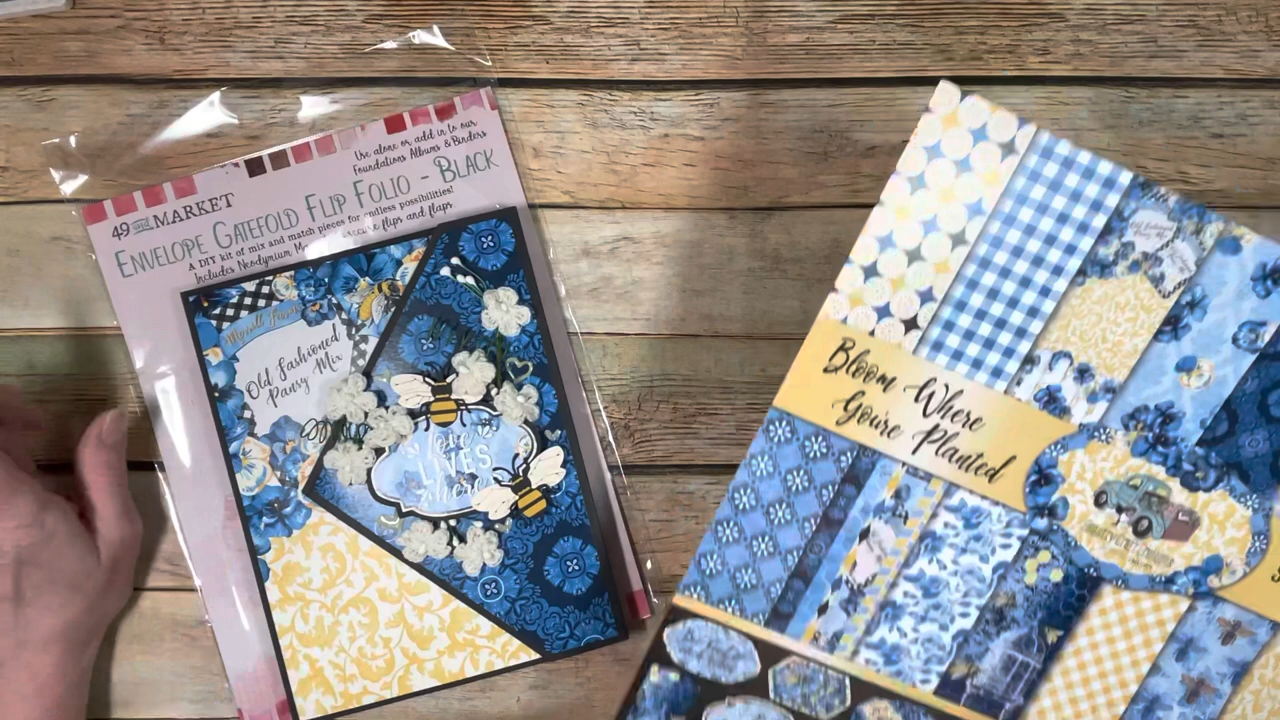 Use alone or add in to our
Foundations Albums & Binders
49 and MARKET
ENVELOPE GATEFOLD FLIP FOLIO - BLACK
A DIY kit of mix and match pieces for endless possibilities!
Includes Neodymium
secure flips and flaps
Old Fashioned
Pansy Mix
love
LIVES
here
Bloom Where
You're Planted